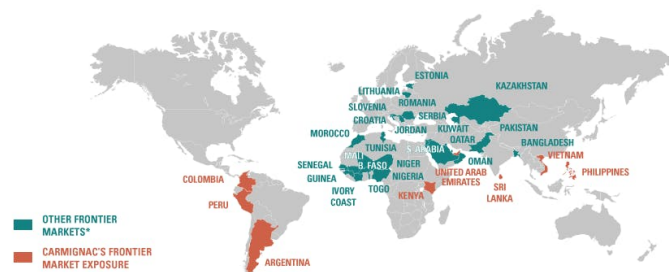 ESTONIA
KAZAKHSTAN
LITHUANIA
ROMANIA
SLOVENIA
SERBIA
CROATIA
KUWAIT
PAKISTAN
MOROCCO
JORDAN
QATAR
BANGLADESH
TUNISIA
S. ARABIA
VIETNAM
MALI
OMAN
SENEGAL
B. FASO
NIGER
UNITED ARAB
EMIRATES
PHILIPPINES
COLOMBIA
GUINEA
NIGERIA
SRI
LANKA
IVORY
COAST
TOGO
KENYA
PERU
OTHER FRONTIER
MARKETS*
CARMIGNAC'S FRONTIER
MARKET EXPOSURE
ARGENTINA